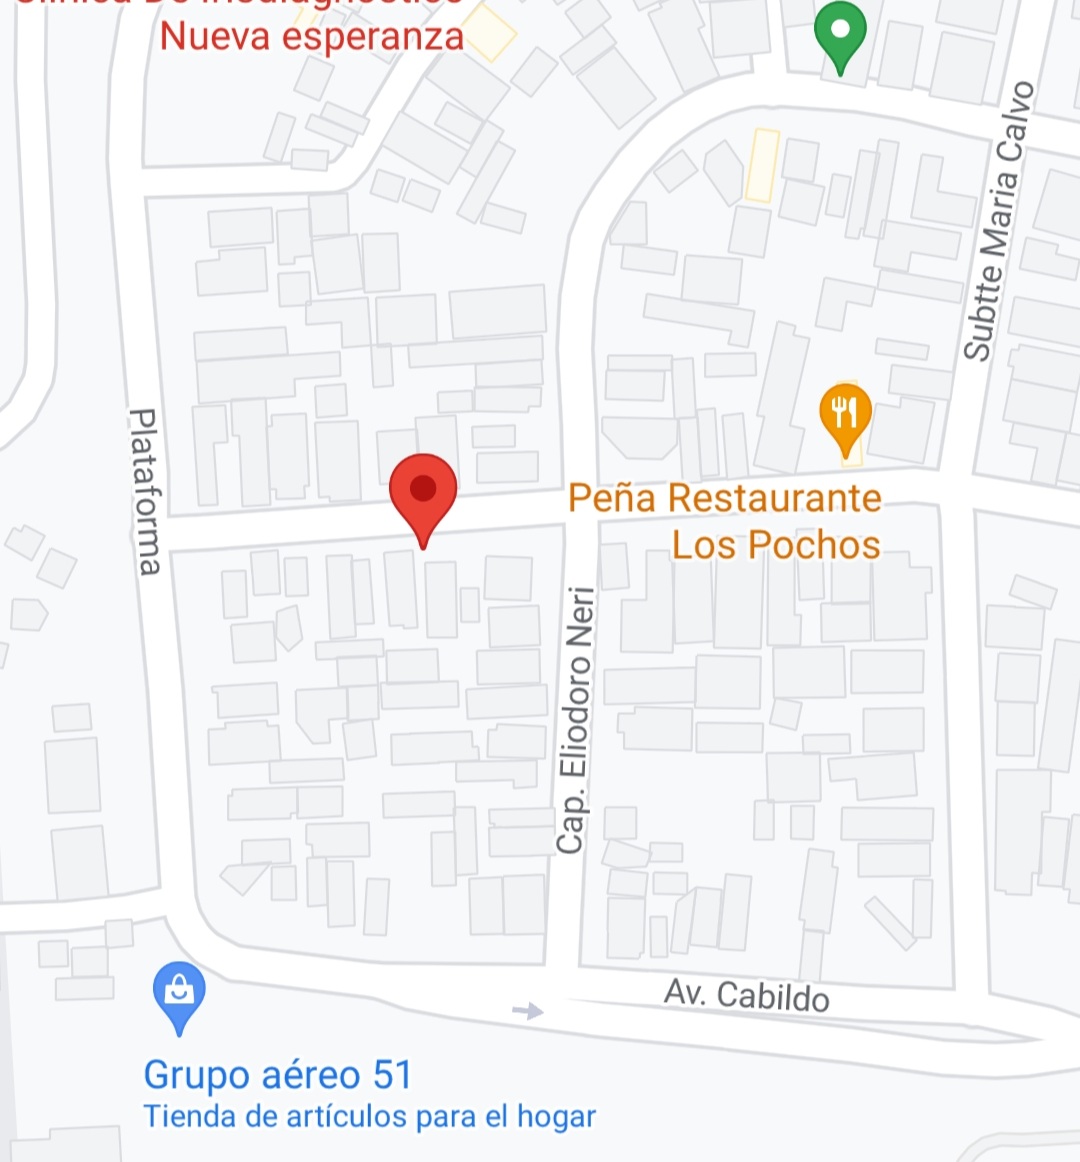 Nueva esperanza
Subtte Maria Calvo
Plataforma
Peña Restaurante
Los Pochos
Cap. Eliodoro Neri
Av. Cabildo
Grupo aéreo 51
Tienda de artículos para el hogar